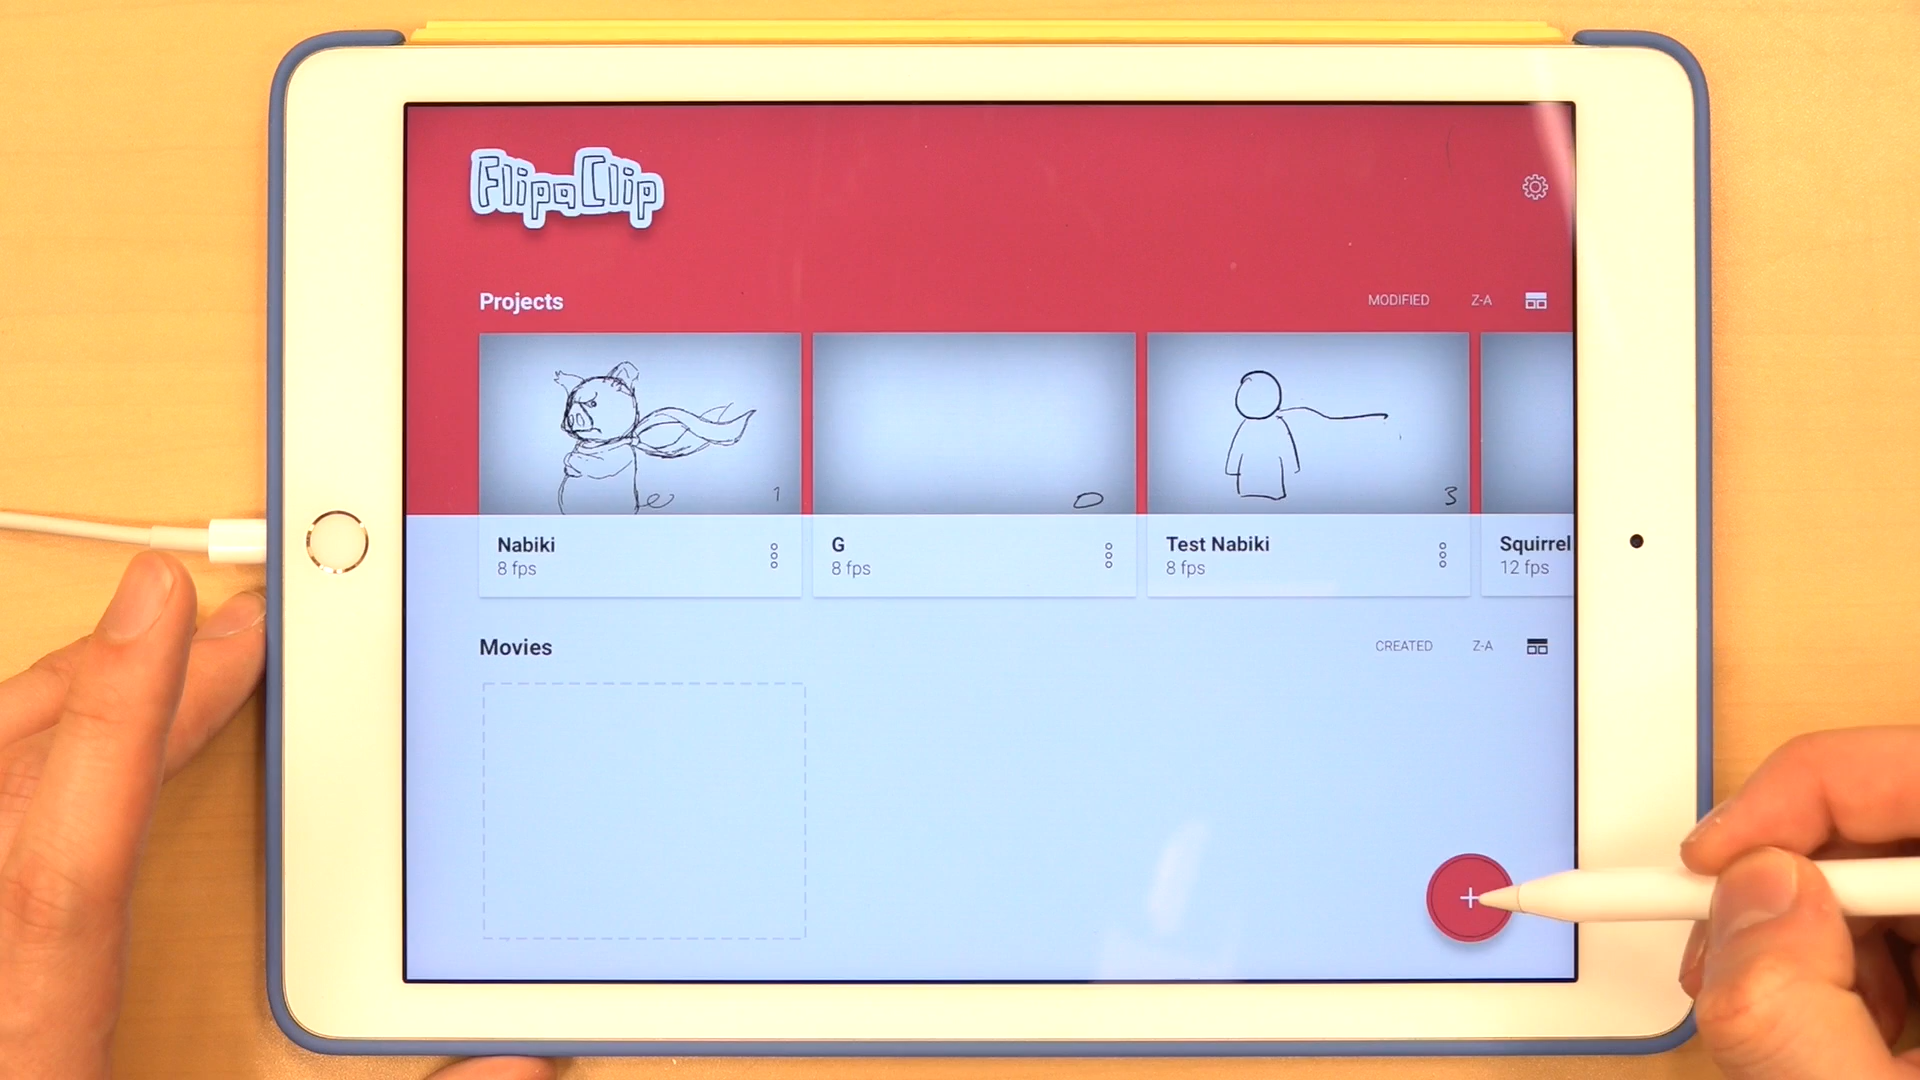 FlipaClip
Projects
MODIFIED Z-A
1
0
3
Nabiki
8 fps
G
8 fps
Test Nabiki
8 fps
Squirrel
12 fps
Movies
CREATED Z-A
+